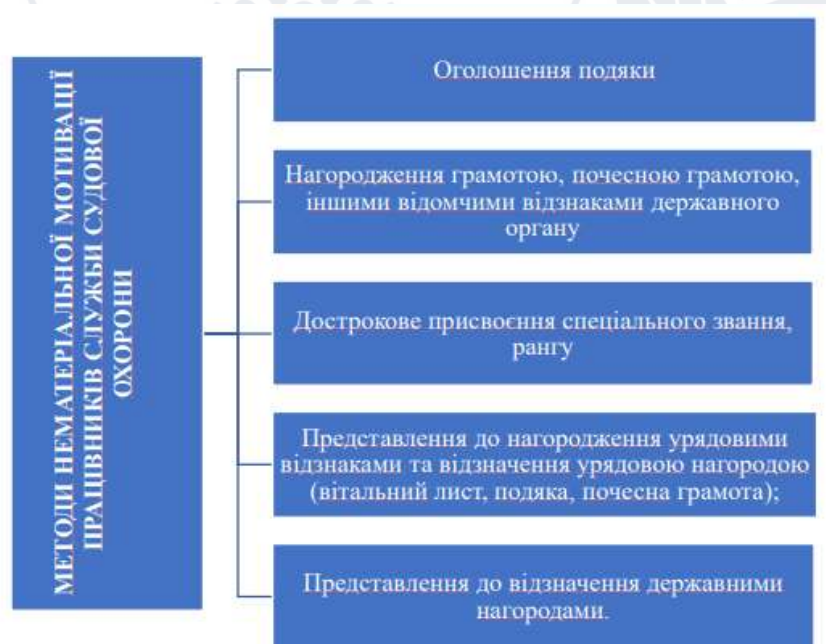 МЕТОДИ НЕМАТЕРІАЛЬНОЇ МОТИВАЦІЇ
ПРАЦІВНИКІВ СЛУЖБИ СУДОВОЇ
ОХОРОНИ
Оголошення подяки
Нагородження грамотою, почесною грамотою,
іншими відомчими відзнаками державного
органу
Дострокове присвоєння спеціального звання,
рангу
Представлення до нагородження урядовими
відзнаками та відзначення урядовою нагородою
(вітальний лист, подяка, почесна грамота);
Представлення до відзначення державними
нагородами.